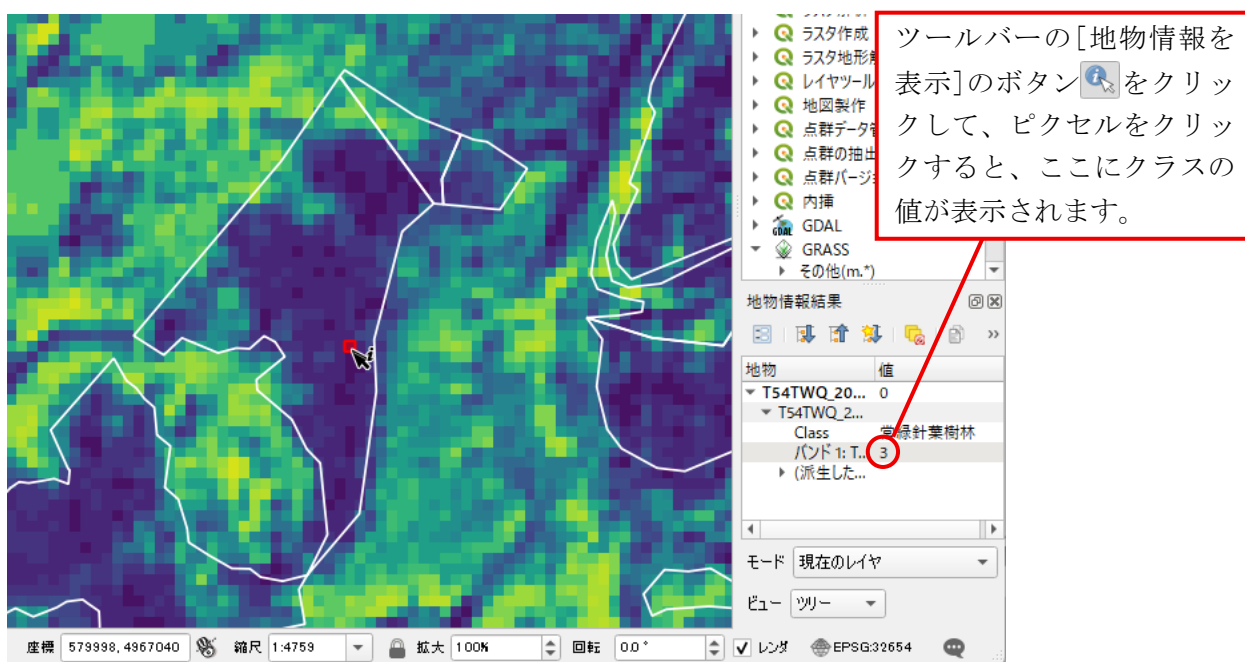 ラスタ作成
ラスタ地形
レイヤツール
地図製作
点群データ
点群の抽出
点群バージ
内挿
GDAL
GDAL
GRASS
その他(m.*)
ツールバーの[地物情報を
表示]のボタン をクリッ
クして、ピクセルをクリッ
クすると、ここにクラスの
値が表示されます。
地物情報結果
»
地物 値
T54TWQ_20... 0
T54TWQ_2...
Class 常緑針葉樹林
バンド 1: T... 3
(派生した...
モード 現在のレイヤ
ビュー ツリー
座標 579998,4967040 縮尺 1:4759 拡大 100% 回転 0.0 ° レンダ EPSG:32654